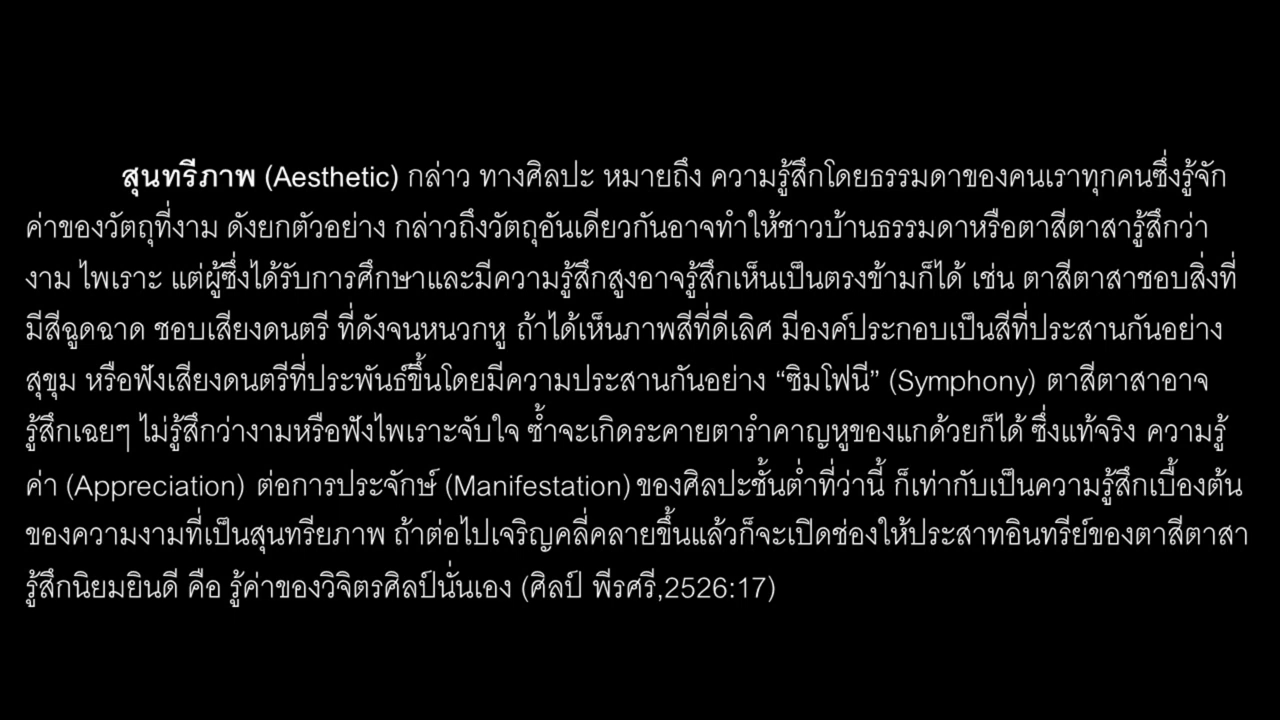 สุนทรีภาพ (Aesthetic) กล่าว ทางศิลปะ หมายถึง ความรู้สึกโดยธรรมดาของคนเราทุกคนซึ่งรู้จัก
ค่าของวัตถุที่งาม ดังยกตัวอย่าง กล่าวถึงวัตถุอันเดียวกันอาจทำให้ชาวบ้านธรรมดาหรือตาสีตาสารู้สึกว่า
งาม ไพเราะ แต่ผู้ซึ่งได้รับการศึกษาและมีความรู้สึกสูงอาจรู้สึกเห็นเป็นตรงข้ามก็ได้ เช่น ตาสีตาสาชอบสิ่งที่
มีสีฉูดฉาด ชอบเสียงดนตรี ที่ดังจนหนวกหู ถ้าได้เห็นภาพสีที่ดีเลิศ มีองค์ประกอบเป็นสีที่ประสานกันอย่าง
สุขุม หรือฟังเสียงดนตรีที่ประพันธ์ขึ้นโดยมีความประสานกันอย่าง “ซิมโฟนี” (Symphony) ตาสีตาสาอาจ
รู้สึกเฉยๆ ไม่รู้สึกว่างามหรือฟังไพเราะจับใจ ซ้ำจะเกิดระคายตารำคาญหูของแกด้วยก็ได้ ซึ่งแท้จริง ความรู้
ค่า (Appreciation) ต่อการประจักษ์ (Manifestation) ของศิลปะชั้นต่ำที่ว่านี้ ก็เท่ากับเป็นความรู้สึกเบื้องต้น
ของความงามที่เป็นสุนทรียภาพ ถ้าต่อไปเจริญคลี่คลายขึ้นแล้วก็จะเปิดช่องให้ประสาทอินทรีย์ของตาสีตาสา
รู้สึกนิยมยินดี คือ รู้ค่าของวิจิตรศิลป์นั่นเอง (ศิลป์ พีรศรี,2526:17)